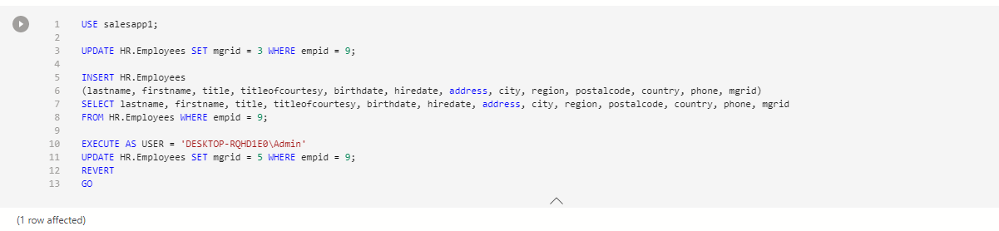 1 USE salesapp1;
2
3 UPDATE HR.Employees SET mgrid = 3 WHERE empid = 9;
4
5 INSERT HR.Employees
6 (lastname, firstname, title, titleofcourtesy, birthdate, hiredate, address, city, region, postalcode, country, phone, mgrid)
7 SELECT lastname, firstname, title, titleofcourtesy, birthdate, hiredate, address, city, region, postalcode, country, phone, mgrid
8 FROM HR.Employees WHERE empid = 9;
9
10 EXECUTE AS USER = 'DESKTOP-RQHD1E0\Admin'
11 UPDATE HR.Employees SET mgrid = 5 WHERE empid = 9;
12 REVERT
13 GO
(1 row affected)